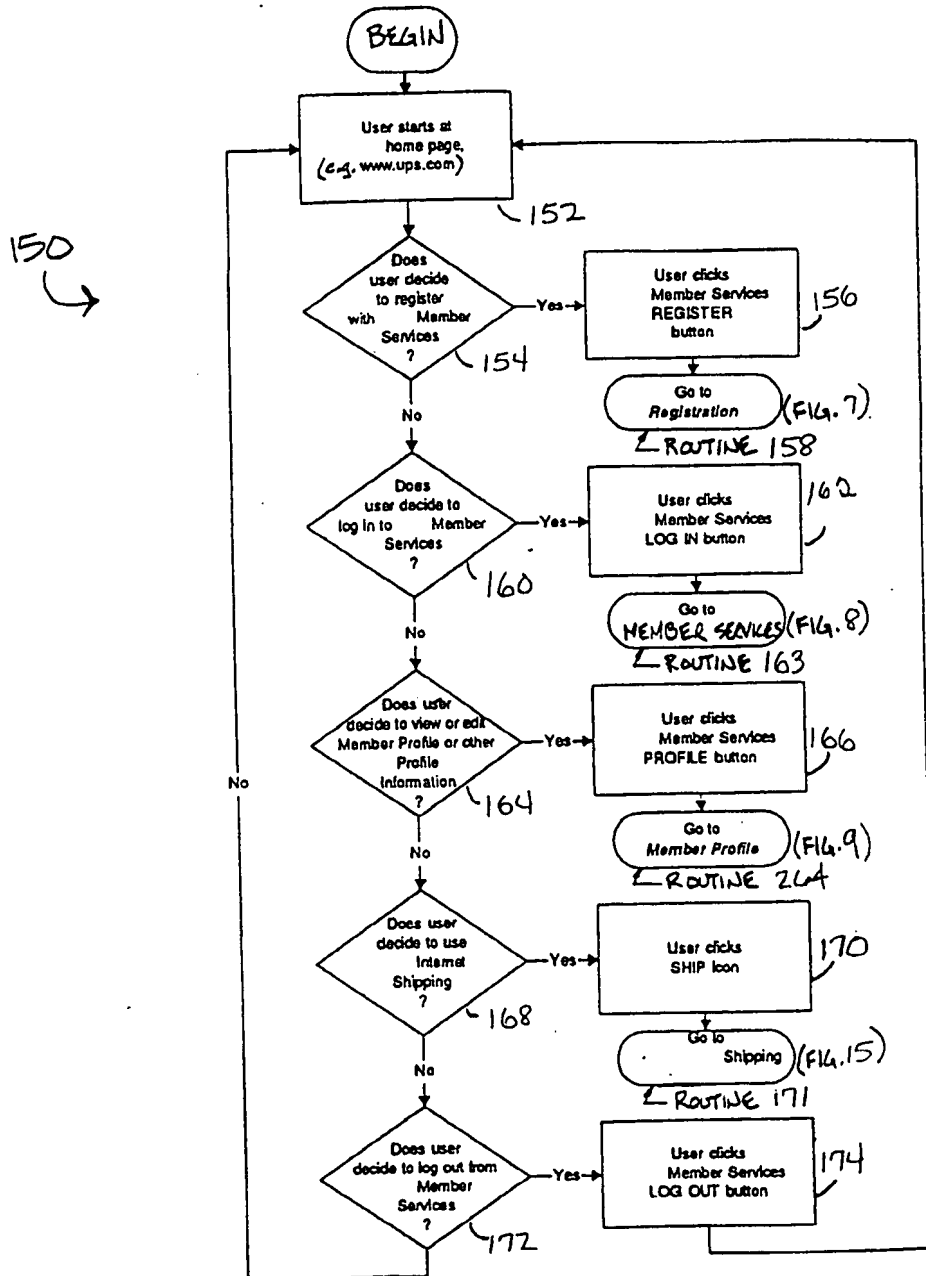 BEGIN
User starts at
home page,
(e.g. www.ups.com)
152
150
Does
user decide
to register
with Member
Services
?
154
Yes
User clicks
Member Services
REGISTER
button
156
Go to
Registration
(FIG. 7)
ROUTINE 158
No
Does
user decide to
log in to Member
Services
?
160
Yes
User clicks
Member Services
LOG IN button
162
Go to
MEMBER SERVICES
(FIG. 8)
ROUTINE 163
No
Does user
decide to view or edit
Member Profile or other
Profile
Information
?
164
Yes
User clicks
Member Services
PROFILE button
166
Go to
Member Profile
(FIG. 9)
ROUTINE 264
No
No
Does user
decide to use
Internet
Shipping
?
168
Yes
User clicks
SHIP Icon
170
Go to
Shipping
(FIG. 15)
ROUTINE 171
No
Does user
decide to log out from
Member
Services
?
172
Yes
User clicks
Member Services
LOG OUT button
174